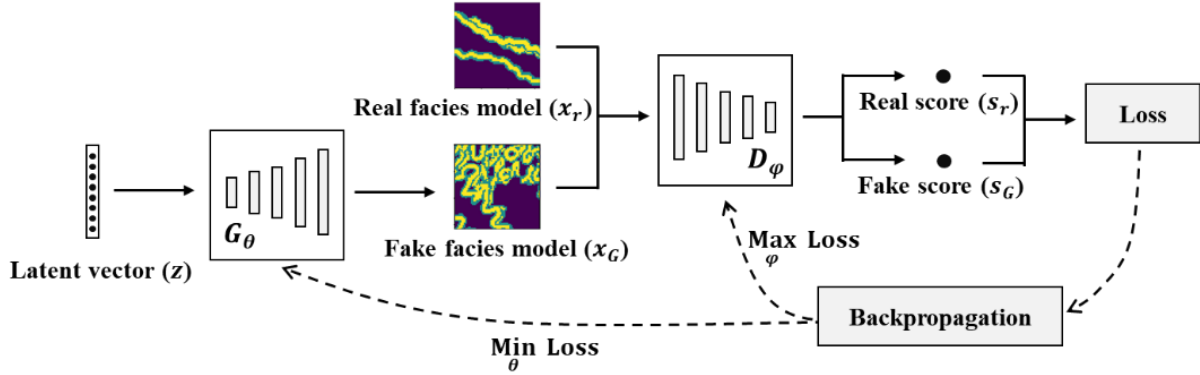 Real facies model (x_r)
D_φ
Real score (s_r)
Loss
Fake score (s_G)
G_θ
Latent vector (z)
Fake facies model (x_G)
Max Loss
φ
Backpropagation
Min Loss
θ